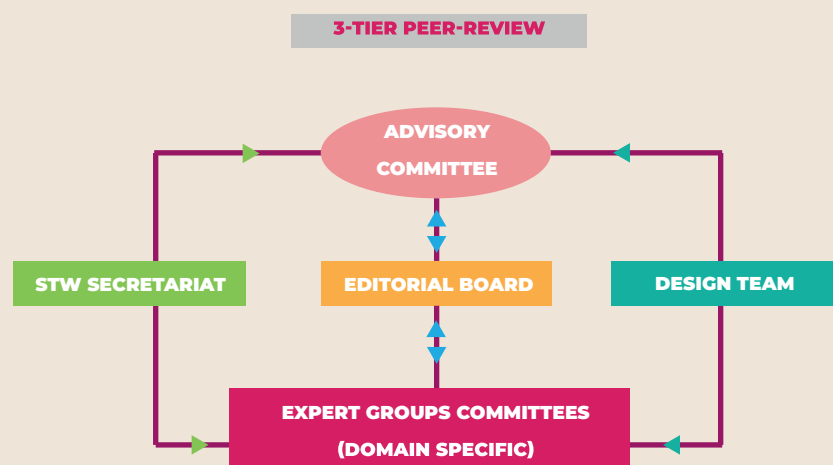 3-TIER PEER-REVIEW
ADVISORY
COMMITTEE
STW SECRETARIAT
EDITORIAL BOARD
DESIGN TEAM
EXPERT GROUPS COMMITTEES
(DOMAIN SPECIFIC)